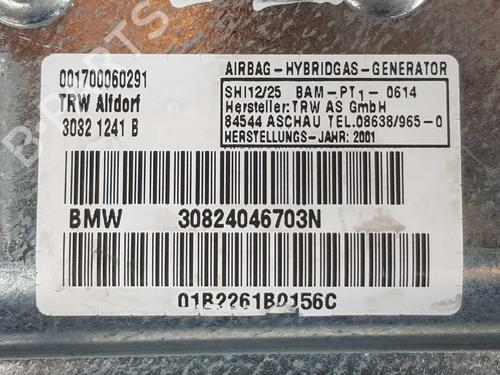 001700060291
TRW Alfdorf
3082 1241 B
AIRBAG-HYBRIDGAS-GENERATOR
SHI12/25 BAM-PT1-0614
Hersteller:TRW AS GmbH
84544 ASCHAU TEL.08638/965-0
HERSTELLUNGS-JAHR:2001
BMW 30824046703N
01B2261B0156C
B-PARTS